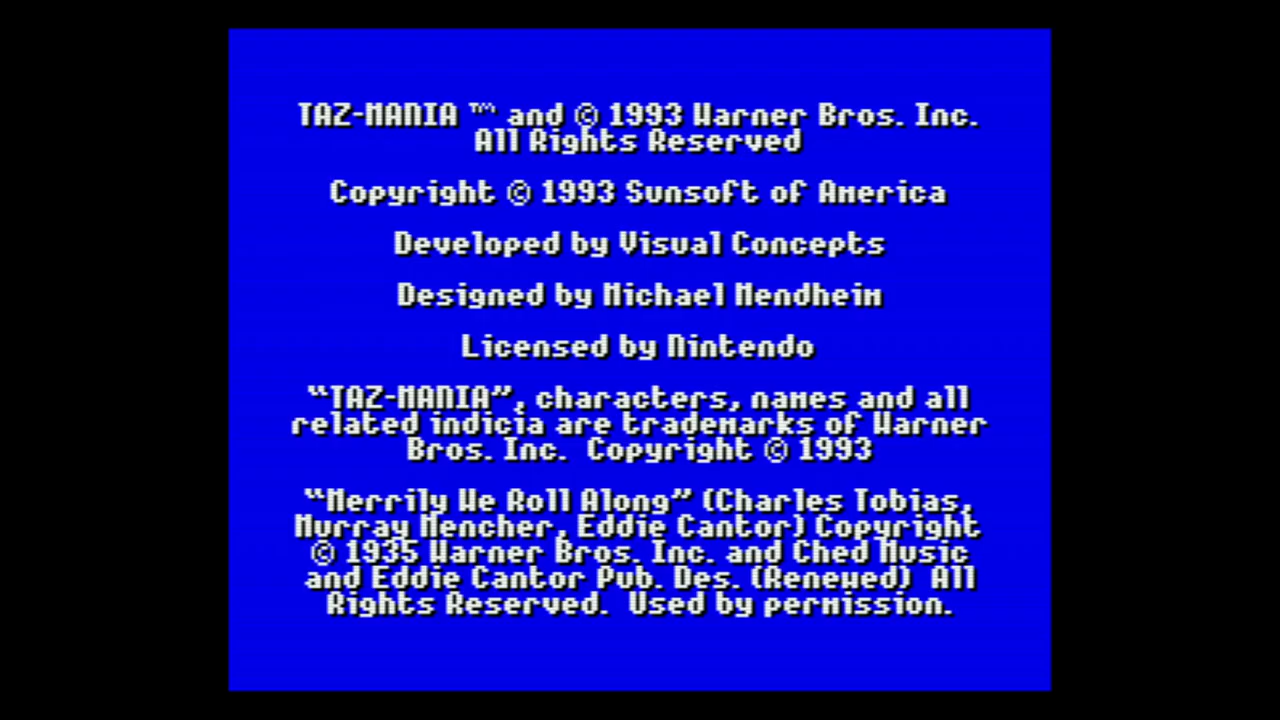 TAZ-MANIA ™ and © 1993 Warner Bros. Inc.
All Rights Reserved
Copyright © 1993 Sunsoft of America
Developed by Visual Concepts
Designed by Michael Mendheim
Licensed by Nintendo
“TAZ-MANIA”, characters, names and all
related indicia are trademarks of Warner
Bros. Inc.  Copyright © 1993
“Merrily We Roll Along” (Charles Tobias,
Murray Mencher, Eddie Cantor) Copyright
© 1935 Warner Bros. Inc. and Ched Music
and Eddie Cantor Pub. Des. (Renewed)  All
Rights Reserved.  Used by permission.